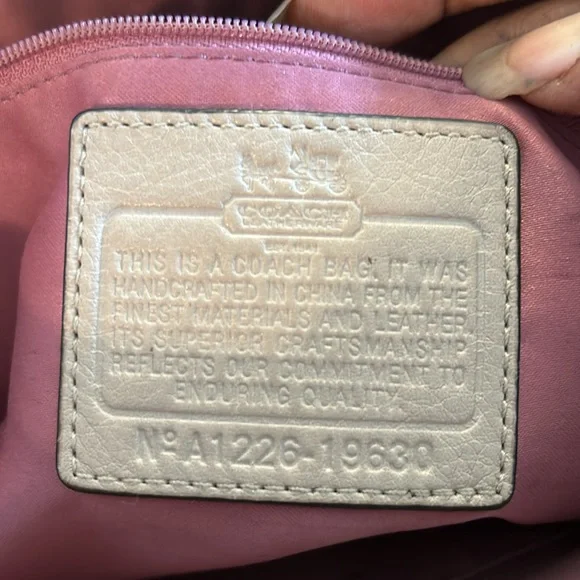 COACH
LEATHERWARE
THIS IS A COACH BAG. IT WAS
HANDCRAFTED IN CHINA FROM THE
FINEST MATERIALS AND LEATHER.
ITS SUPERIOR CRAFTSMANSHIP
REFLECTS OUR COMMITMENT TO
ENDURING QUALITY.
Nº A1226-19630